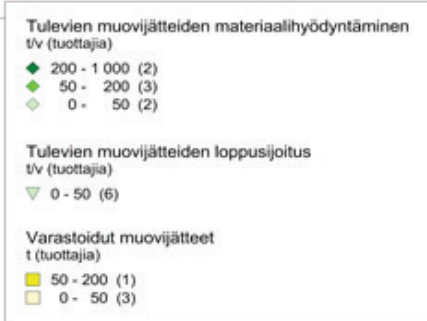 Tulevien muovijätteiden materiaalihyödyntäminen
t/v (tuottajia)
200 - 1 000 (2)
50 - 200 (3)
0 - 50 (2)
Tulevien muovijätteiden loppusijoitus
t/v (tuottajia)
0 - 50 (6)
Varastoidut muovijätteet
t (tuottajia)
50 - 200 (1)
0 - 50 (3)